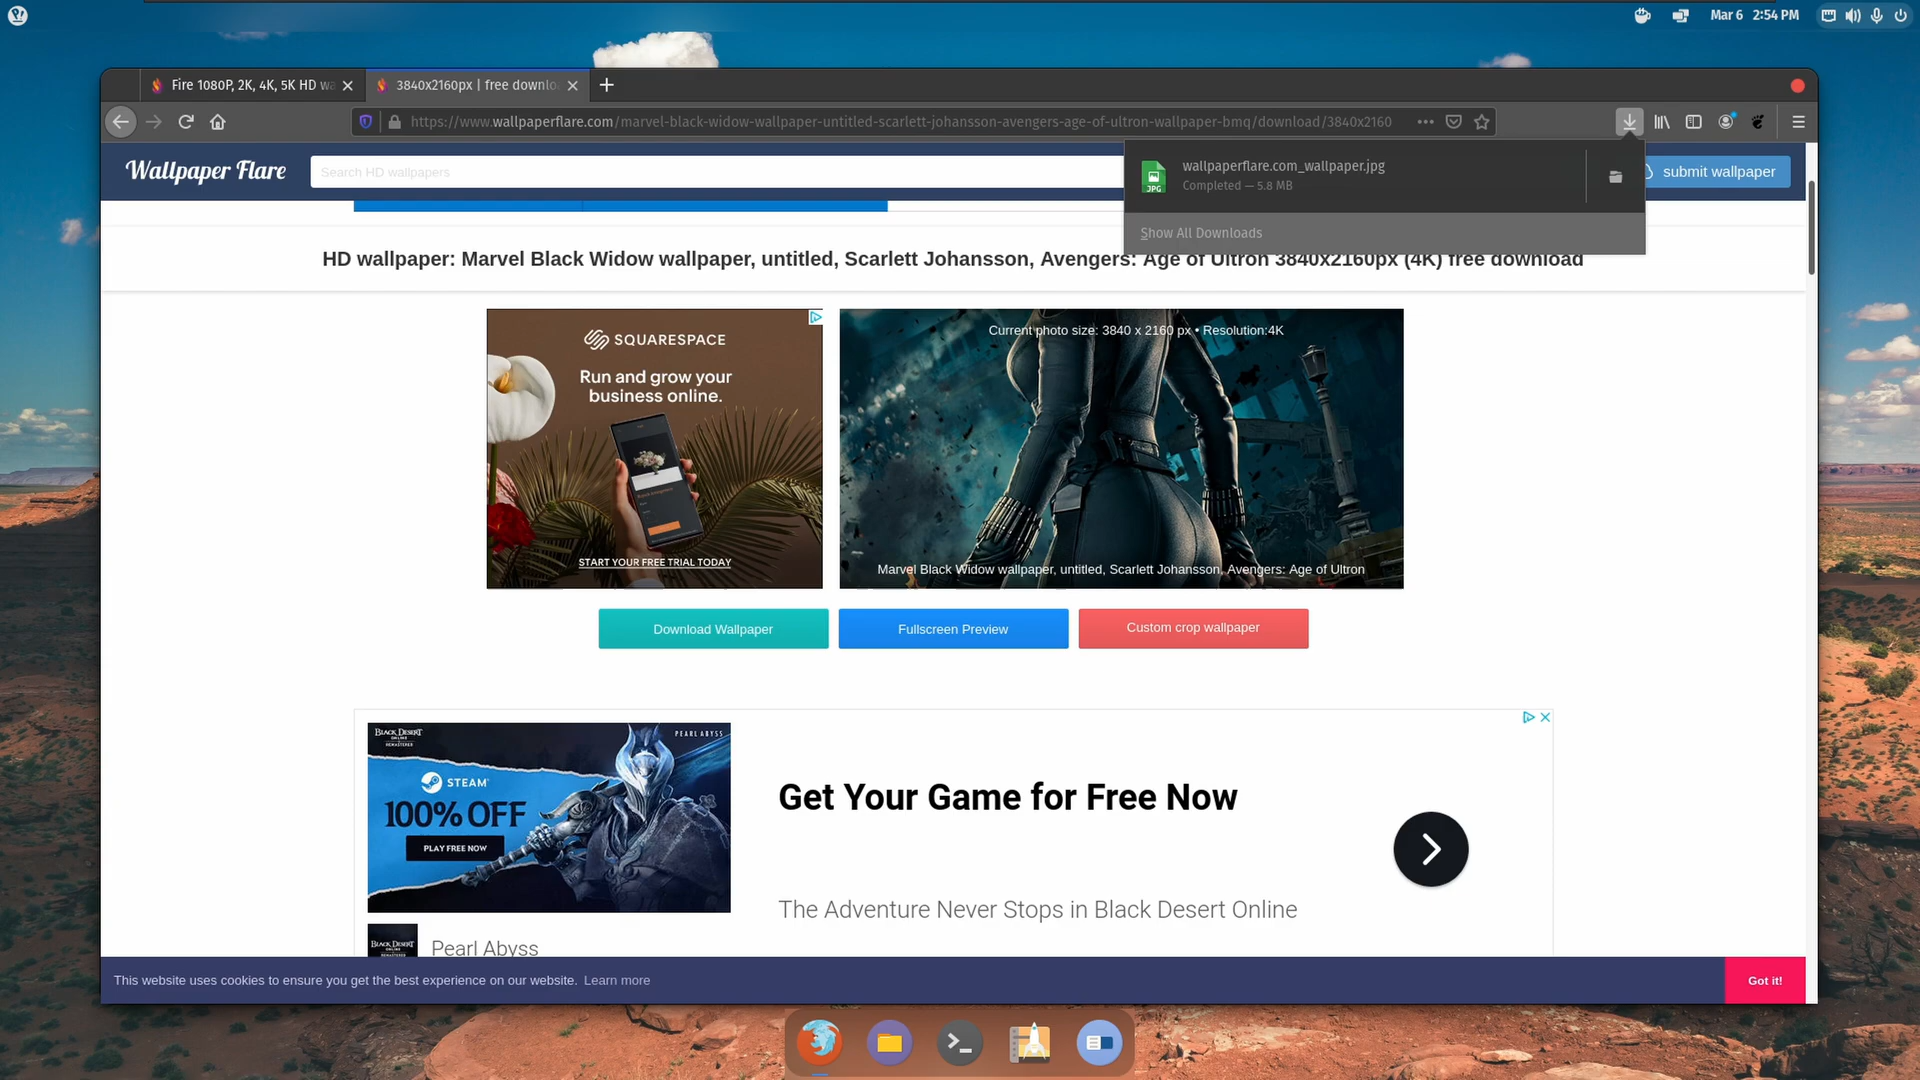 Mar 6 2:54 PM
Fire 1080P, 2K, 4K, 5K HD wa
3840x2160px | free downlo
https://www.wallpaperflare.com/marvel-black-widow-wallpaper-untitled-scarlett-johansson-avengers-age-of-ultron-wallpaper-bmq/download/3840x2160
Wallpaper Flare
Search HD wallpapers
submit wallpaper
JPG
wallpaperflare.com_wallpaper.jpg
Completed — 5.8 MB
Show All Downloads
HD wallpaper: Marvel Black Widow wallpaper, untitled, Scarlett Johansson, Avengers: Age of Ultron 3840x2160px (4K) free download
SQUARESPACE
Run and grow your
business online.
START YOUR FREE TRIAL TODAY
Current photo size: 3840 x 2160 px • Resolution:4K
Marvel Black Widow wallpaper, untitled, Scarlett Johansson, Avengers: Age of Ultron
Download Wallpaper
Fullscreen Preview
Custom crop wallpaper
BLACK DESERT
ONLINE
REMASTERED
PEARL ABYSS
STEAM
100% OFF
PLAY FREE NOW
Get Your Game for Free Now
The Adventure Never Stops in Black Desert Online
BLACK DESERT
Pearl Abyss
This website uses cookies to ensure you get the best experience on our website. Learn more
Got it!